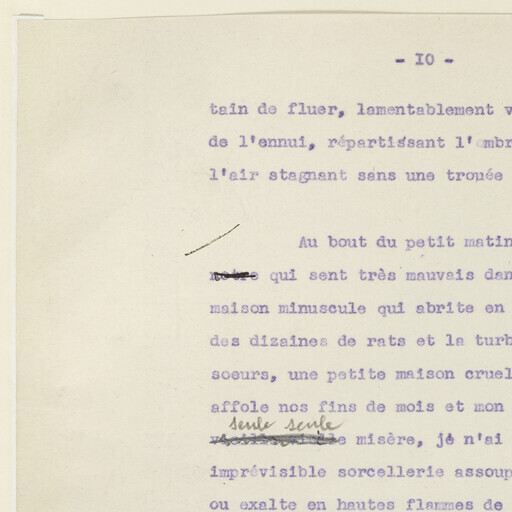 - IO -
tain de fluer, lamentablement v
de l'ennui, répartissant l'ombr
l'air stagnant sans une trouée
Au bout du petit matin
notre qui sent très mauvais dan
maison minuscule qui abrite en
des dizaines de rats et la turb
soeurs, une petite maison cruel
affole nos fins de mois et mon
seule seule
misère, je n'ai
imprévisible sorcellerie assoup
ou exalte en hautes flammes de